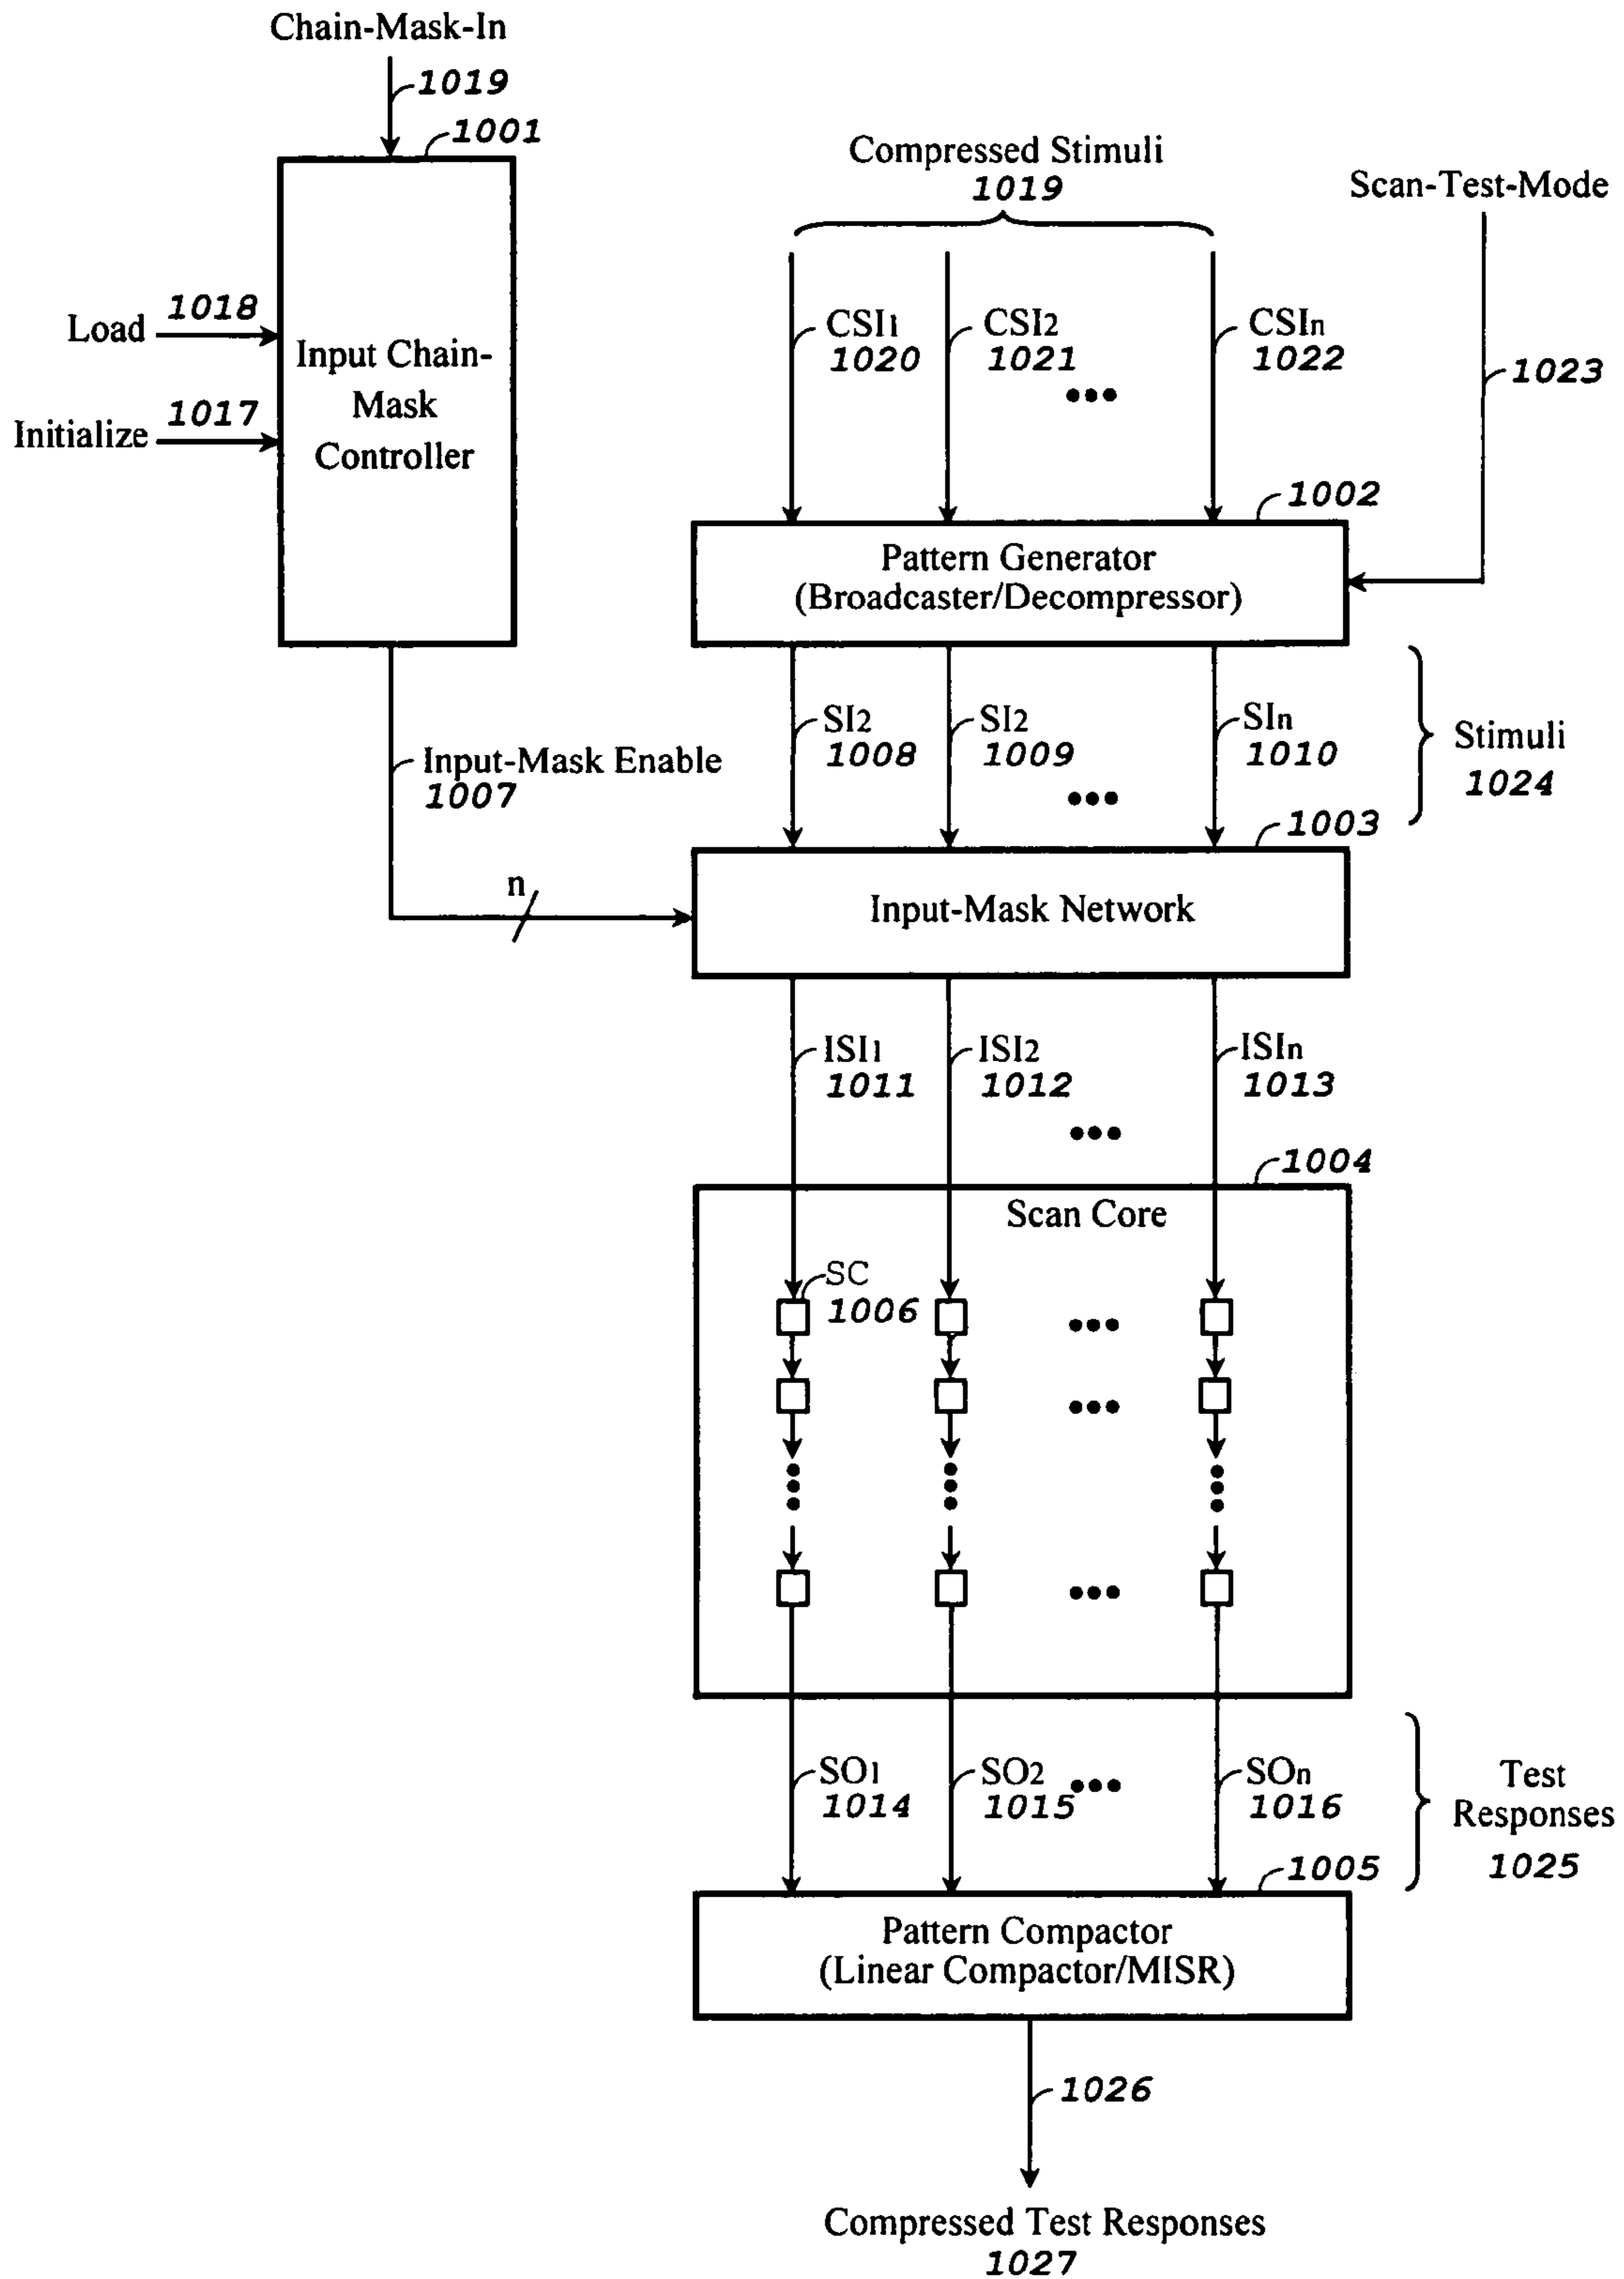 Chain-Mask-In
1019
1001
Compressed Stimuli
1019
Scan-Test-Mode
Load
1018
Initialize
1017
Input Chain-
Mask
Controller
CSI1
1020
CSI2
1021
•••
CSIn
1022
1023
1002
Pattern Generator
(Broadcaster/Decompressor)
SI2
1008
SI2
1009
•••
SIn
1010
Stimuli
1024
Input-Mask Enable
1007
n
1003
Input-Mask Network
ISI1
1011
ISI2
1012
•••
ISIn
1013
1004
Scan Core
SC
1006
SO1
1014
SO2
1015
•••
SOn
1016
Test
Responses
1025
1005
Pattern Compactor
(Linear Compactor/MISR)
1026
Compressed Test Responses
1027